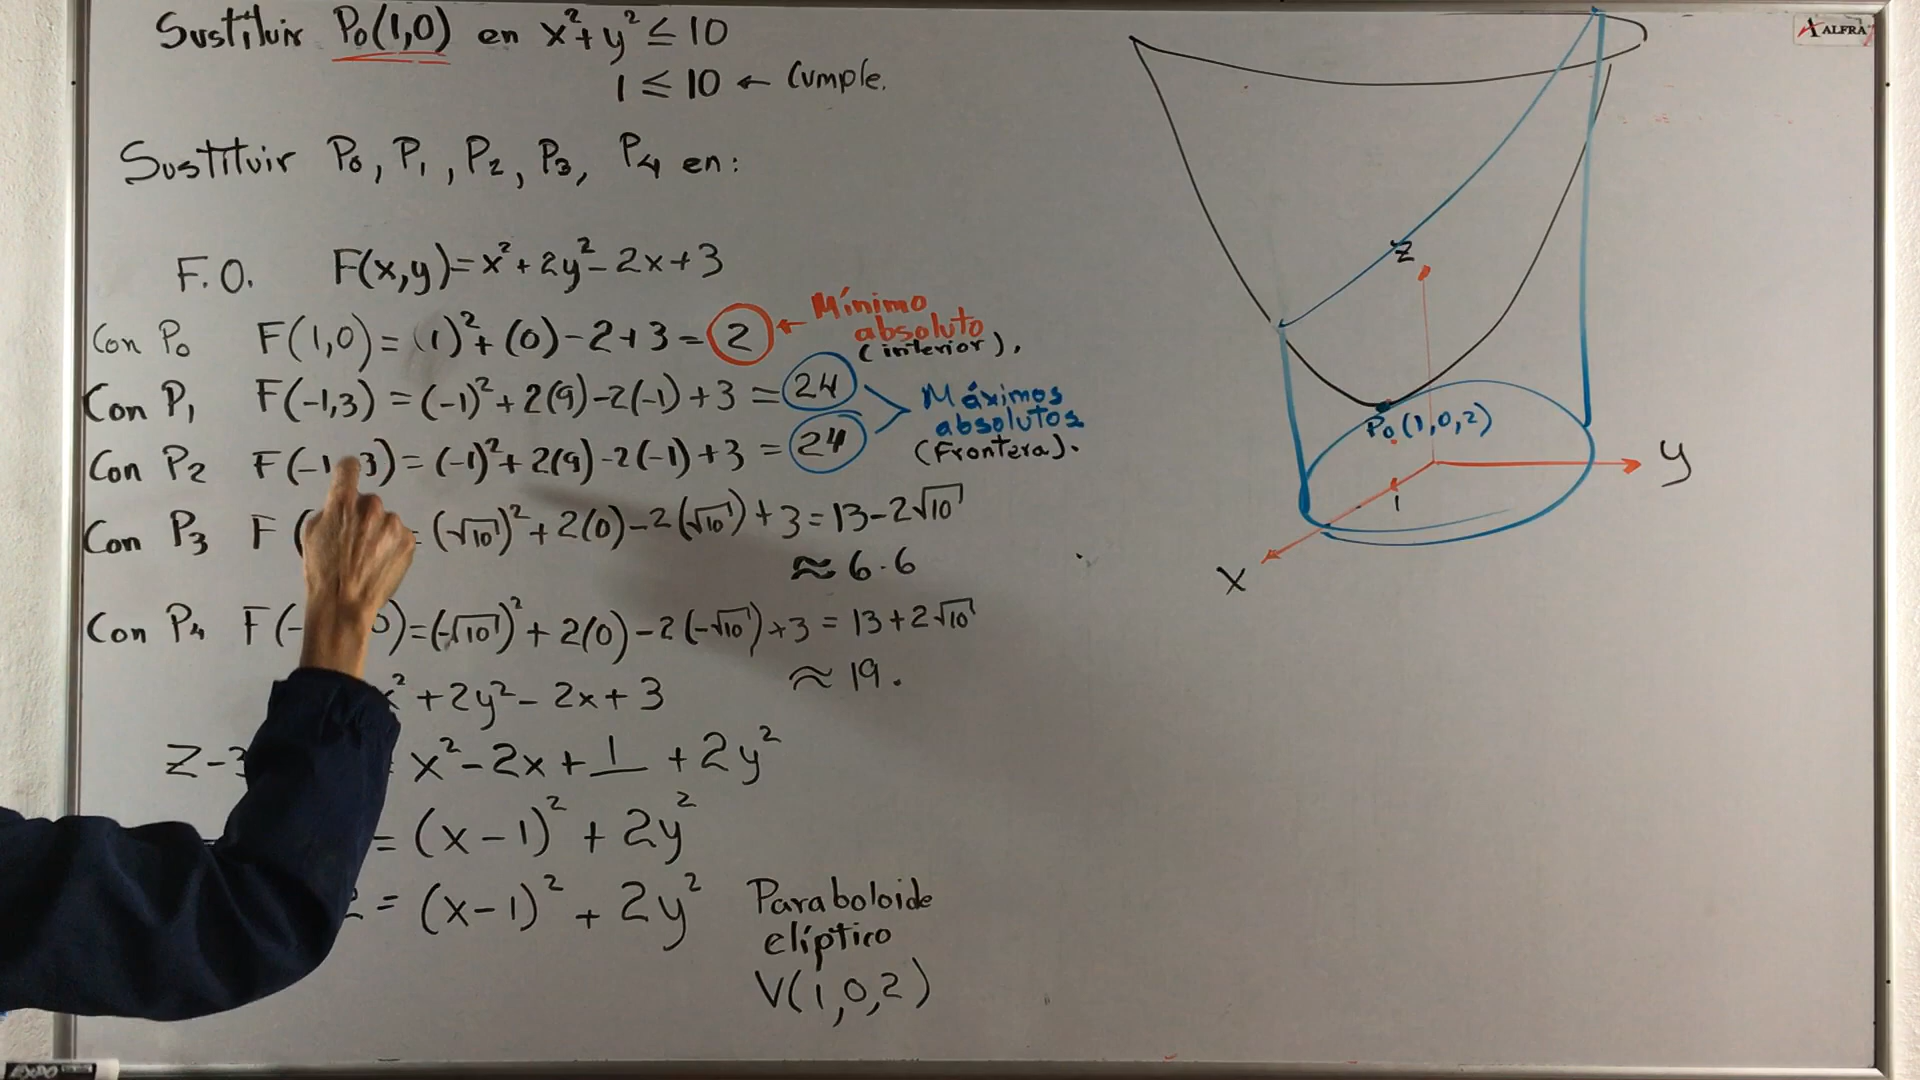 Sustituir P₀(1,0) en x²+y² ≤ 10
1 ≤ 10 ← Cumple.
Sustituir P₀, P₁, P₂, P₃, P₄ en:
F.O. F(x,y)=x²+2y²-2x+3
Con P₀ F(1,0)=(1)²+(0)-2+3=2 ← Mínimo absoluto (interior).
Con P₁ F(-1,3)=(-1)²+2(9)-2(-1)+3=24
Máximos absolutos (Frontera).
Con P₂ F(-1 3)=(-1)²+2(9)-2(-1)+3=24
Con P₃ F( =(√10)²+2(0)-2(√10)+3=13-2√10
≈6.6
Con P₄ F(- 0)=(-√10)²+2(0)-2(-√10)+3=13+2√10
≈19.
x²+2y²-2x+3
Z-3 x²-2x+1+2y²
=(x-1)²+2y²
2=(x-1)²+2y²
Paraboloide
elíptico
V(1,0,2)
ALFRA
Z
P₀(1,0,2)
y
1
X